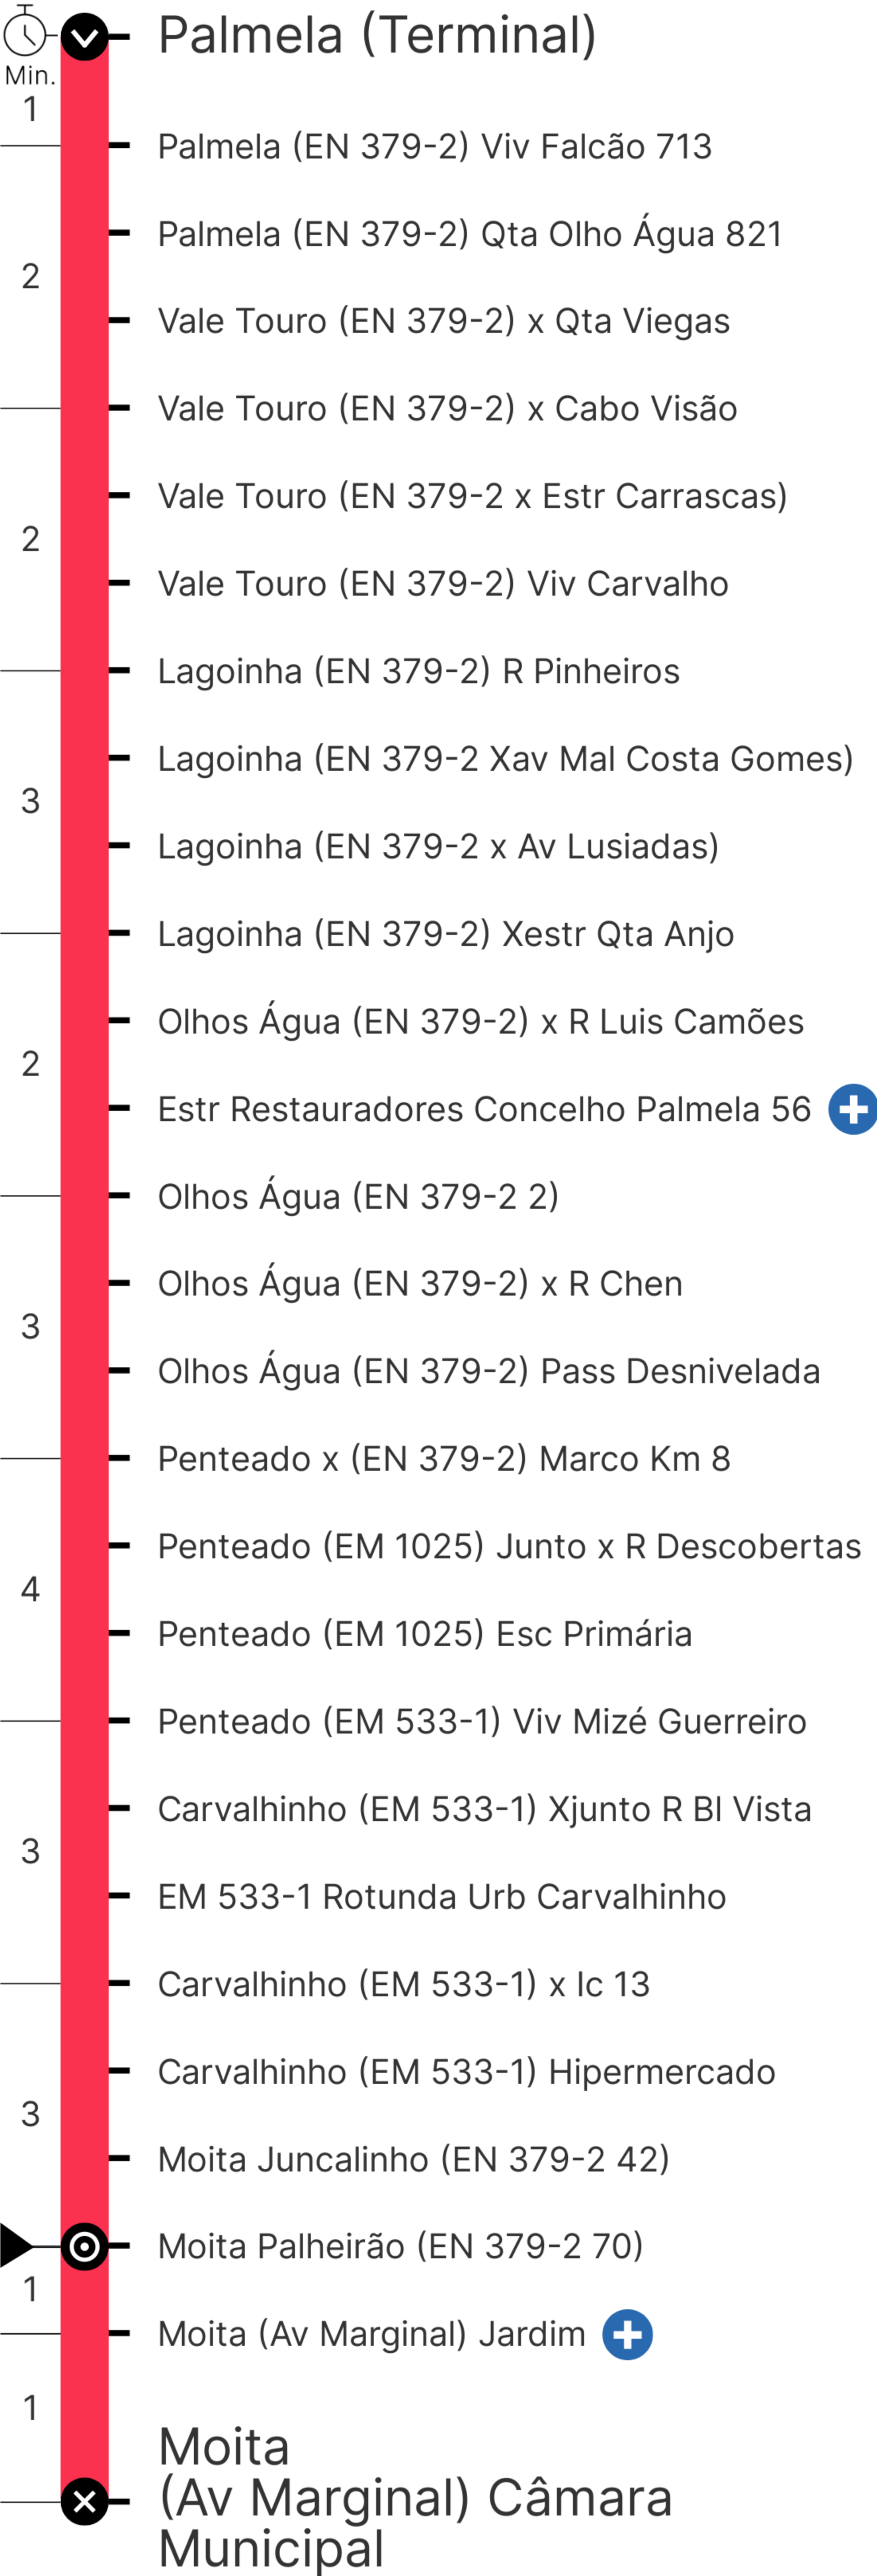 Palmela (Terminal)
Min.
1
Palmela (EN 379-2) Viv Falcão 713
Palmela (EN 379-2) Qta Olho Água 821
2
Vale Touro (EN 379-2) x Qta Viegas
Vale Touro (EN 379-2) x Cabo Visão
Vale Touro (EN 379-2 x Estr Carrascas)
2
Vale Touro (EN 379-2) Viv Carvalho
Lagoinha (EN 379-2) R Pinheiros
Lagoinha (EN 379-2 Xav Mal Costa Gomes)
3
Lagoinha (EN 379-2 x Av Lusiadas)
Lagoinha (EN 379-2) Xestr Qta Anjo
Olhos Água (EN 379-2) x R Luis Camões
2
Estr Restauradores Concelho Palmela 56
Olhos Água (EN 379-2 2)
Olhos Água (EN 379-2) x R Chen
3
Olhos Água (EN 379-2) Pass Desnivelada
Penteado x (EN 379-2) Marco Km 8
Penteado (EM 1025) Junto x R Descobertas
4
Penteado (EM 1025) Esc Primária
Penteado (EM 533-1) Viv Mizé Guerreiro
Carvalhinho (EM 533-1) Xjunto R Bl Vista
3
EM 533-1 Rotunda Urb Carvalhinho
Carvalhinho (EM 533-1) x Ic 13
Carvalhinho (EM 533-1) Hipermercado
3
Moita Juncalinho (EN 379-2 42)
Moita Palheirão (EN 379-2 70)
1
Moita (Av Marginal) Jardim
1
Moita
(Av Marginal) Câmara
Municipal